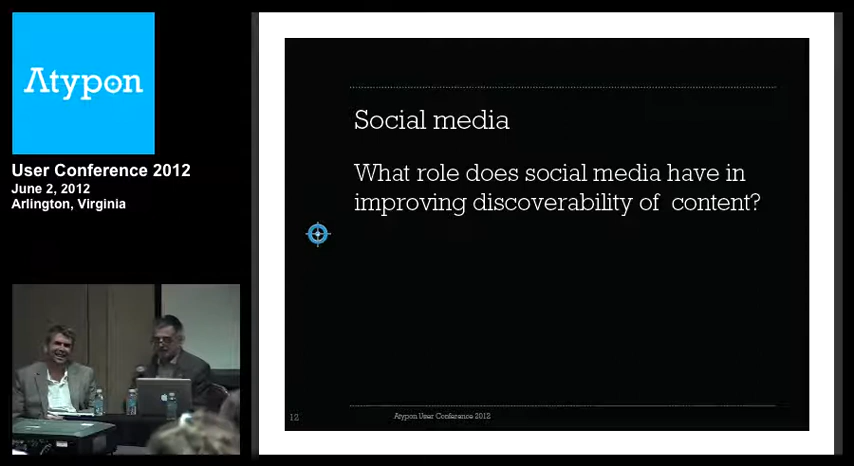 Atypon
User Conference 2012
June 2, 2012
Arlington, Virginia
Social media
What role does social media have in
improving discoverability of content?
12
Atypon User Conference 2012